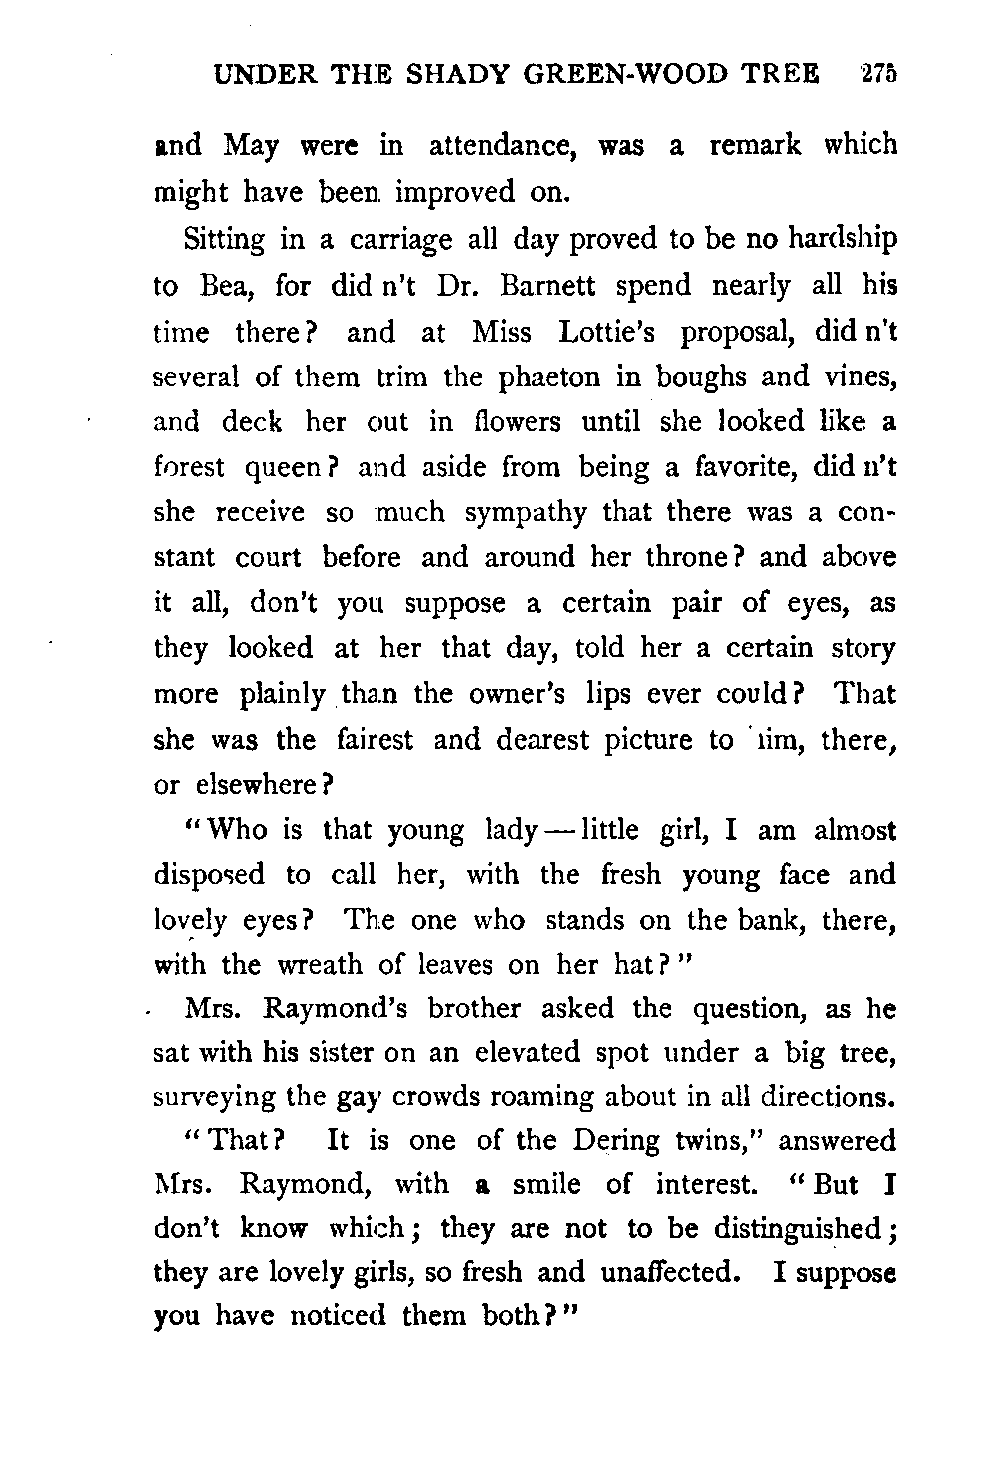 UNDER THE SHADY GREEN-WOOD TREE 275
and May were in attendance, was a remark which
might have been improved on.
Sitting in a carriage all day proved to be no hardship
to Bea, for did n't Dr. Barnett spend nearly all his
time there? and at Miss Lottie's proposal, did n't
several of them trim the phaeton in boughs and vines,
and deck her out in flowers until she looked like a
forest queen? and aside from being a favorite, did n't
she receive so much sympathy that there was a con-
stant court before and around her throne? and above
it all, don't you suppose a certain pair of eyes, as
they looked at her that day, told her a certain story
more plainly than the owner's lips ever could? That
she was the fairest and dearest picture to him, there,
or elsewhere?
"Who is that young lady—little girl, I am almost
disposed to call her, with the fresh young face and
lovely eyes? The one who stands on the bank, there,
with the wreath of leaves on her hat?"
Mrs. Raymond's brother asked the question, as he
sat with his sister on an elevated spot under a big tree,
surveying the gay crowds roaming about in all directions.
"That? It is one of the Dering twins," answered
Mrs. Raymond, with a smile of interest. "But I
don't know which; they are not to be distinguished;
they are lovely girls, so fresh and unaffected. I suppose
you have noticed them both?"